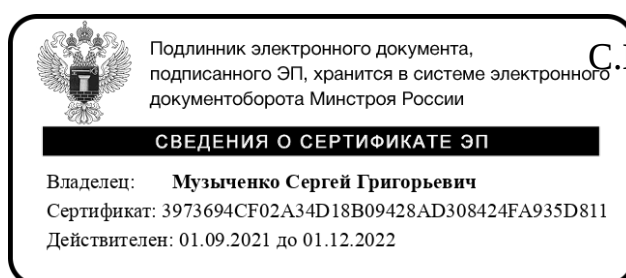 Подлинник электронного документа,
подписанного ЭП, хранится в системе электронного
документооборота Минстроя России
С.
СВЕДЕНИЯ О СЕРТИФИКАТЕ ЭП
Владелец: Музыченко Сергей Григорьевич
Сертификат: 3973694CF02A34D18B09428AD308424FA935D811
Действителен: 01.09.2021 до 01.12.2022